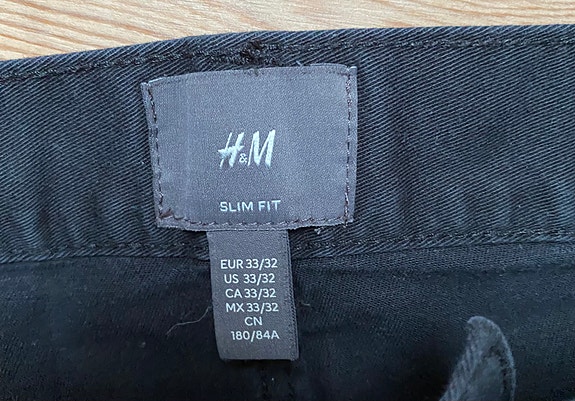 H&M
SLIM FIT
EUR 33/32
US 33/32
CA 33/32
MX 33/32
CN
180/84A